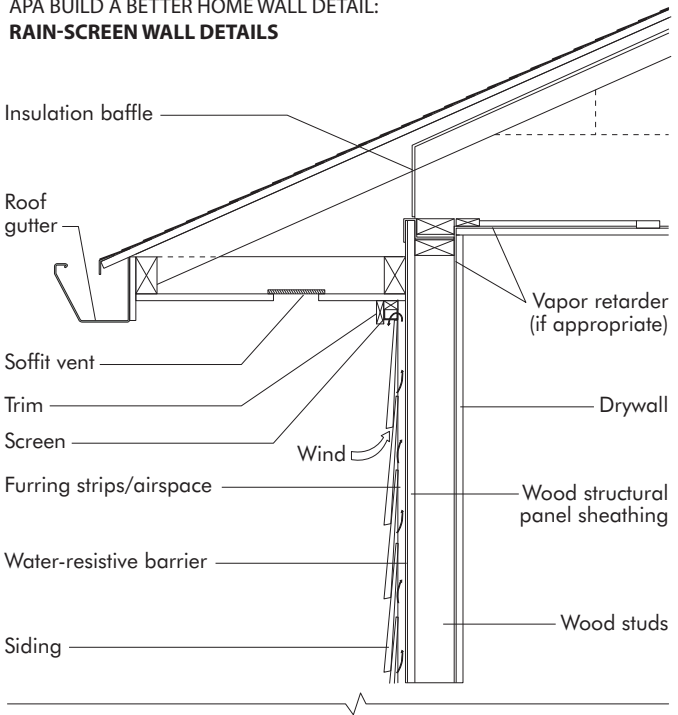 APA BUILD A BETTER HOME WALL DETAIL:
RAIN-SCREEN WALL DETAILS
Insulation baffle
Roof
gutter
Vapor retarder
(if appropriate)
Soffit vent
Trim
Drywall
Screen
Wind
Furring strips/airspace
Wood structural
panel sheathing
Water-resistive barrier
Wood studs
Siding